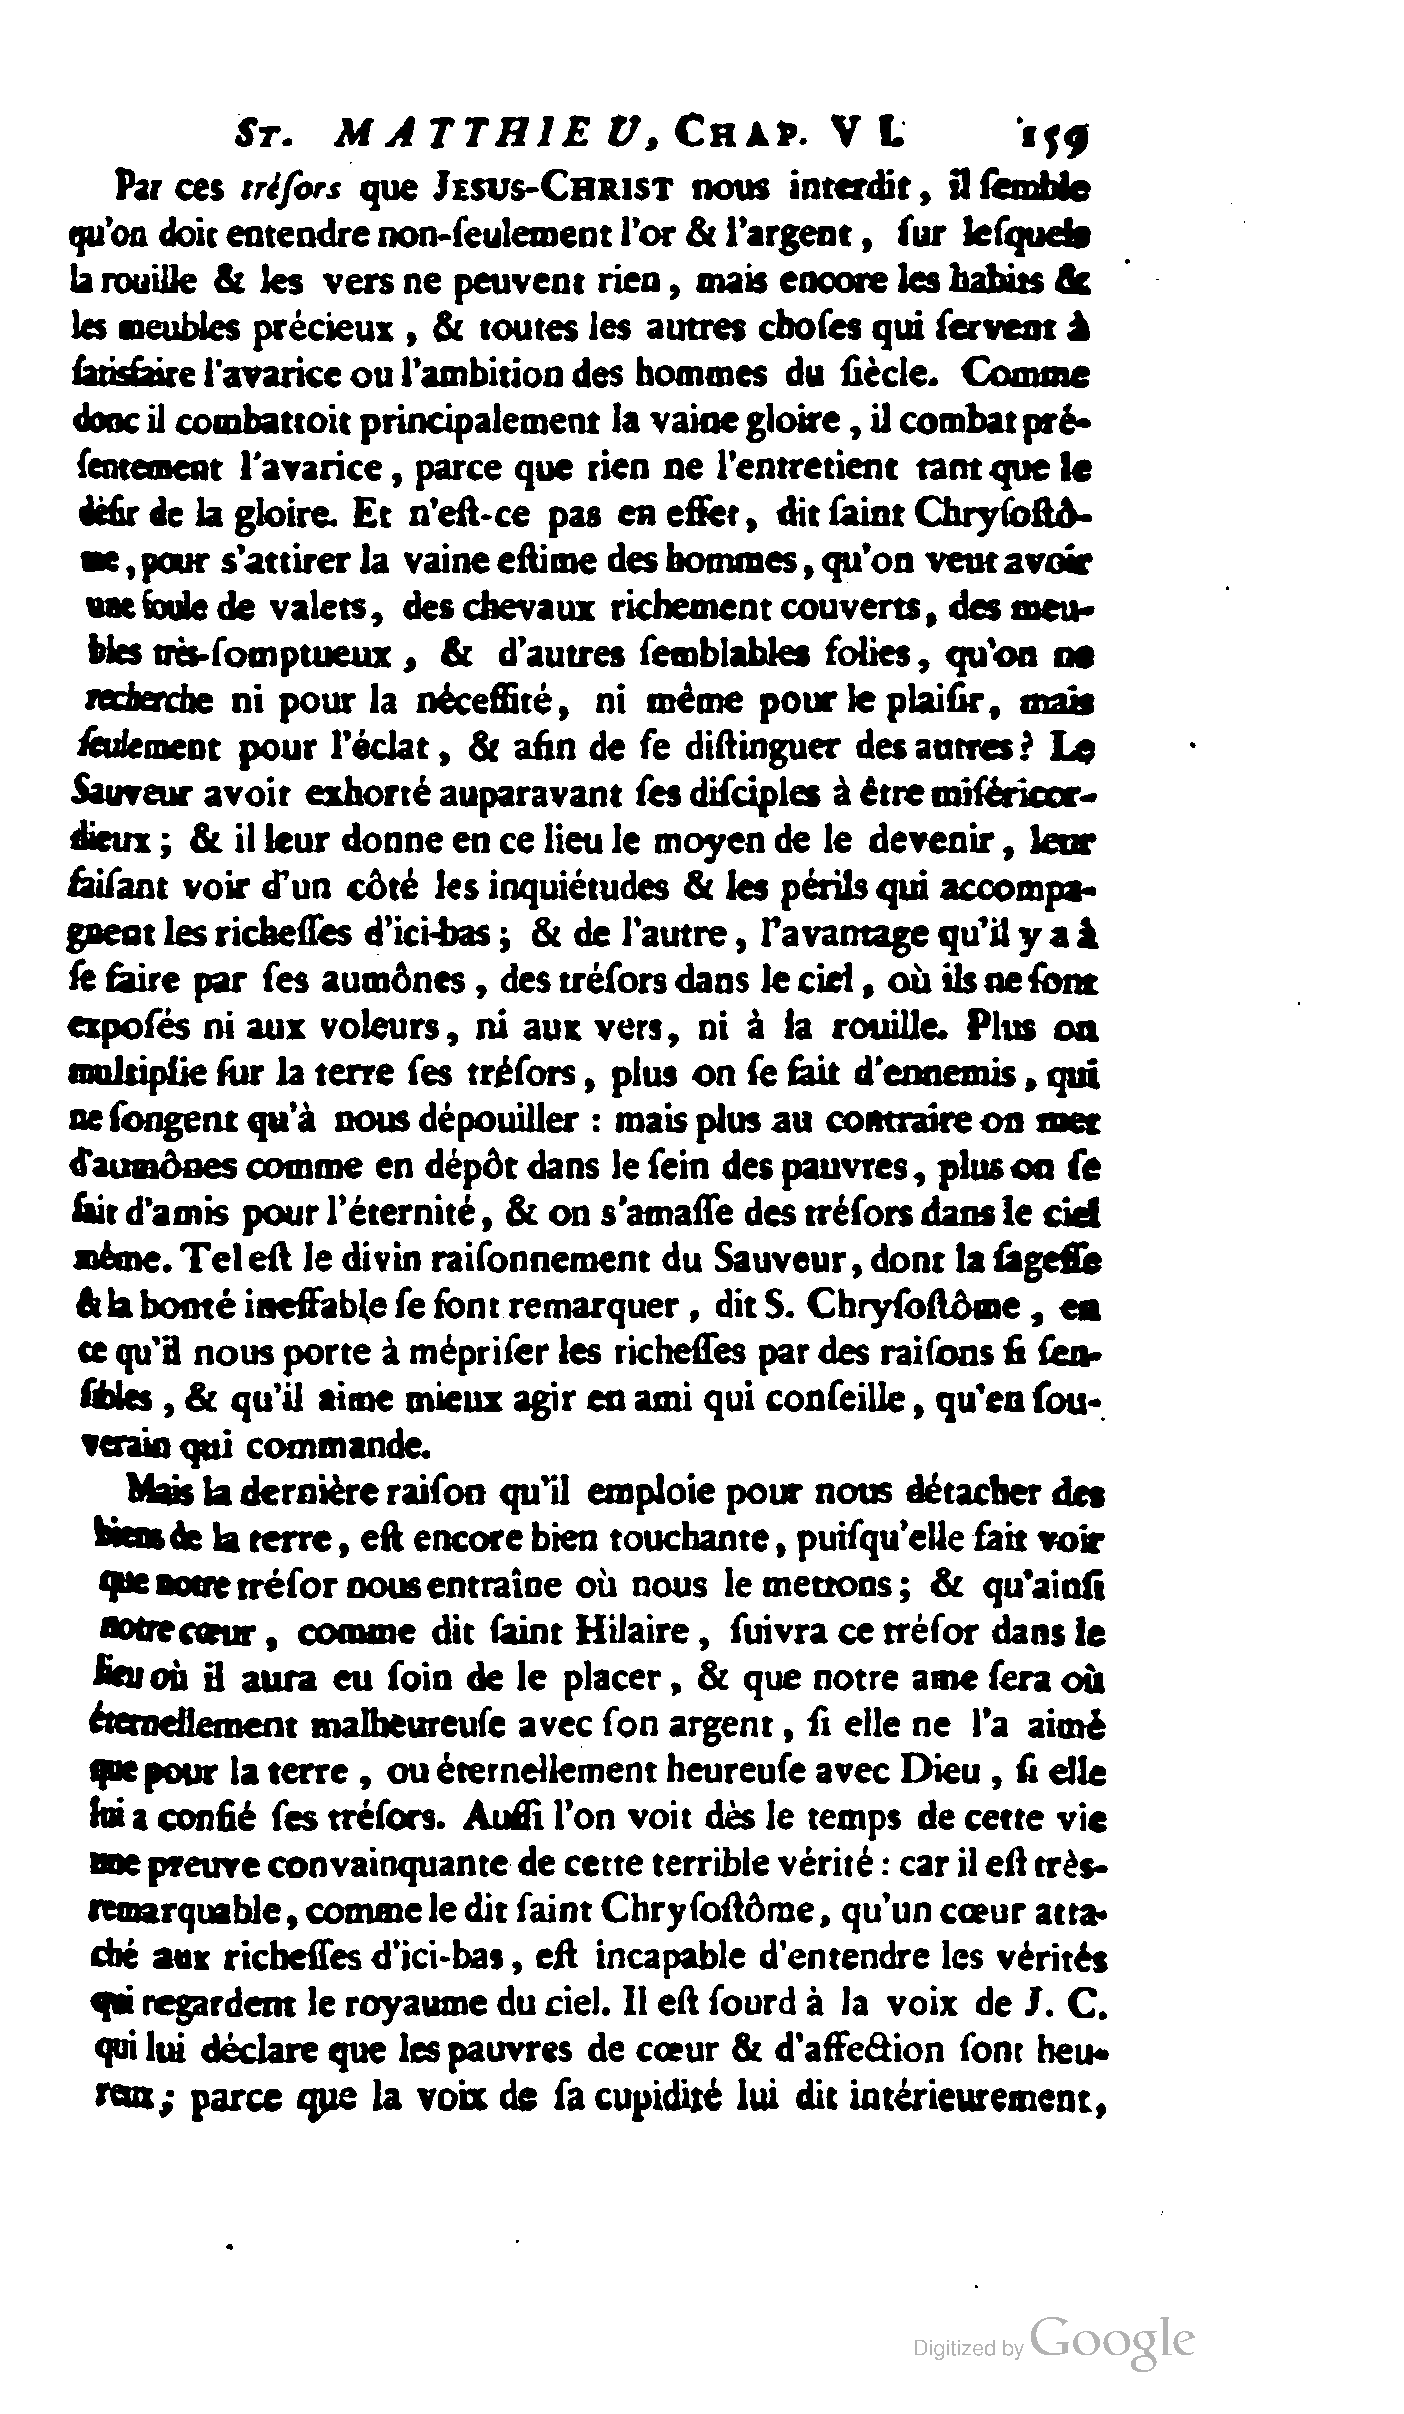 ST. MATTHIEU, CHAP. VI. 159
Par ces tréſors que JESUS-CHRIST nous interdit, il ſemble
qu'on doit entendre non-ſeulement l'or & l'argent, ſur leſquels
la rouille & les vers ne peuvent rien, mais encore les habits &
les meubles précieux, & toutes les autres choſes qui ſervent à
ſatisfaire l'avarice ou l'ambition des hommes du ſiècle. Comme
donc il combattoit principalement la vaine gloire, il combat pré-
ſentement l'avarice, parce que rien ne l'entretient tant que le
déſir de la gloire. Et n'eſt-ce pas en effet, dit ſaint Chryſoſtô-
me, pour s'attirer la vaine eſtime des hommes, qu'on veut avoir
une foule de valets, des chevaux richement couverts, des meu-
bles très-ſomptueux, & d'autres ſemblables folies, qu'on ne
recherche ni pour la néceſſité, ni même pour le plaiſir, mais
ſeulement pour l'éclat, & afin de ſe diſtinguer des autres? Le
Sauveur avoit exhorté auparavant ſes diſciples à être miſéricor-
dieux; & il leur donne en ce lieu le moyen de le devenir, leur
faiſant voir d'un côté les inquiétudes & les périls qui accompa-
gnent les richeſſes d'ici-bas; & de l'autre, l'avantage qu'il y a à
ſe faire par ſes aumônes, des tréſors dans le ciel, où ils ne ſont
expoſés ni aux voleurs, ni aux vers, ni à la rouille. Plus on
multiplie ſur la terre ſes tréſors, plus on ſe fait d'ennemis, qui
ne ſongent qu'à nous dépouiller : mais plus au contraire on met
d'aumônes comme en dépôt dans le ſein des pauvres, plus on ſe
fait d'amis pour l'éternité, & on s'amaſſe des tréſors dans le ciel
même. Tel eſt le divin raiſonnement du Sauveur, dont la ſageſſe
& la bonté ineffable ſe font remarquer, dit S. Chryſoſtôme, en
ce qu'il nous porte à mépriſer les richeſſes par des raiſons ſi ſen-
ſibles, & qu'il aime mieux agir en ami qui conſeille, qu'en ſou-
verain qui commande.
Mais la dernière raiſon qu'il emploie pour nous détacher des
biens de la terre, eſt encore bien touchante, puiſqu'elle fait voir
que notre tréſor nous entraîne où nous le mettons; & qu'ainſi
notre cœur, comme dit ſaint Hilaire, ſuivra ce tréſor dans le
lieu où il aura eu ſoin de le placer, & que notre ame ſera où
éternellement malheureuſe avec ſon argent, ſi elle ne l'a aimé
que pour la terre, ou éternellement heureuſe avec Dieu, ſi elle
lui a confié ſes tréſors. Auſſi l'on voit dès le temps de cette vie
une preuve convainquante de cette terrible vérité : car il eſt très-
remarquable, comme le dit ſaint Chryſoſtôme, qu'un cœur atta-
ché aux richeſſes d'ici-bas, eſt incapable d'entendre les vérités
qui regardent le royaume du ciel. Il eſt ſourd à la voix de J. C.
qui lui déclare que les pauvres de cœur & d'affection ſont heu-
reux; parce que la voix de ſa cupidité lui dit intérieurement,
Digitized by Google